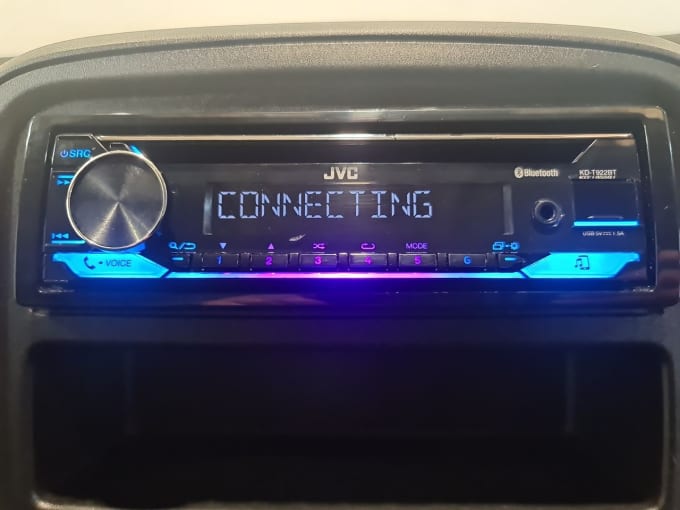 SRC
JVC
Bluetooth
KD-T922BT
CONNECTING
USB 5V 1.5A
MODE
VOICE
1 2 3 4 5 6